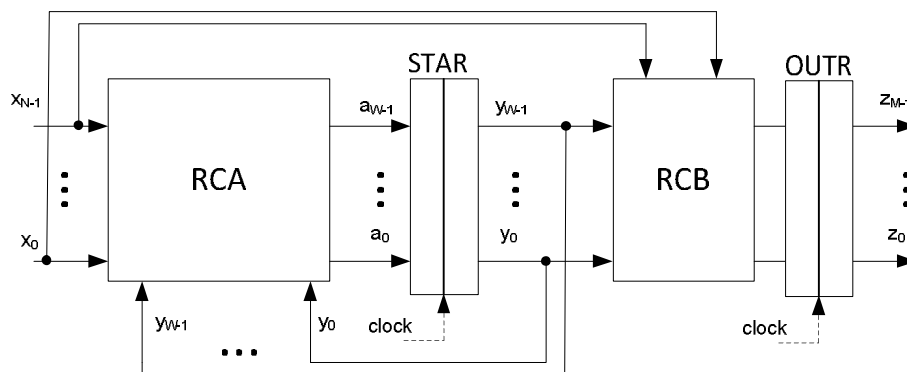 STAR
OUTR
xN-1
aW-1
yW-1
zM-1
RCA
RCB
x0
a0
y0
z0
yW-1
y0
clock
clock